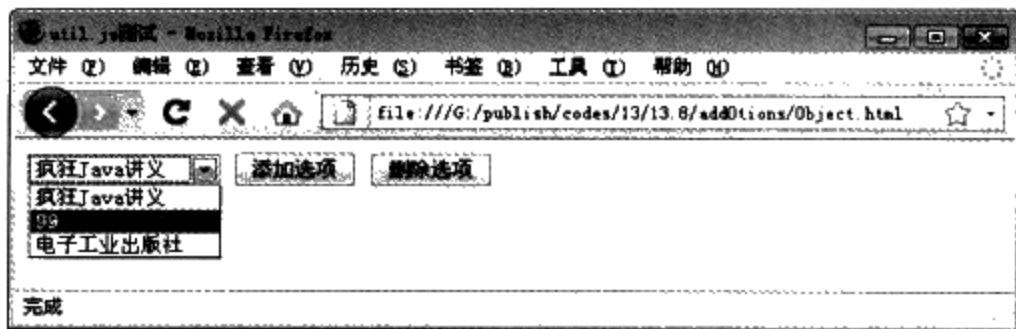 util.js测试 - Mozilla Firefox
文件 (F) 编辑 (E) 查看 (V) 历史 (S) 书签 (B) 工具 (T) 帮助 (H)
file:///G:/publish/codes/13/13.8/addOtions/Object.html
疯狂Java讲义 添加选项 删除选项
疯狂Java讲义
99
电子工业出版社
完成